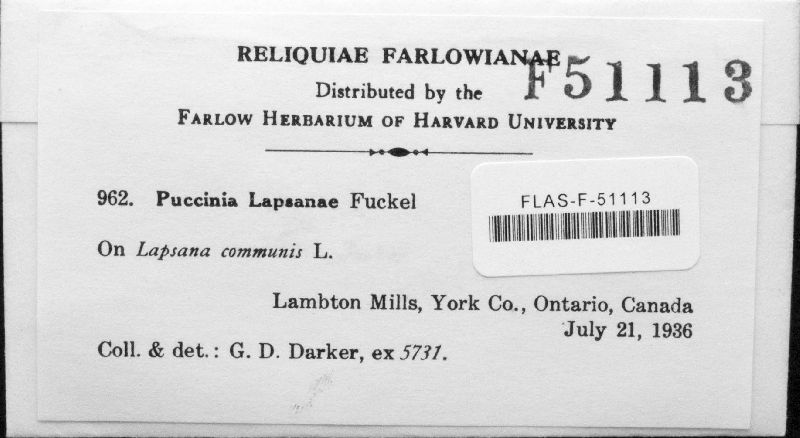 RELIQUIAE FARLOWIANAE
F51113
Distributed by the
FARLOW HERBARIUM OF HARVARD UNIVERSITY
962. Puccinia Lapsanae Fuckel
FLAS-F-51113
On Lapsana communis L.
Lambton Mills, York Co., Ontario, Canada
July 21, 1936
Coll. & det.: G. D. Darker, ex 5731.